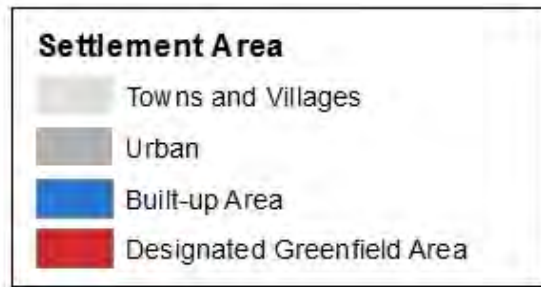 Settlement Area
Towns and Villages
Urban
Built-up Area
Designated Greenfield Area